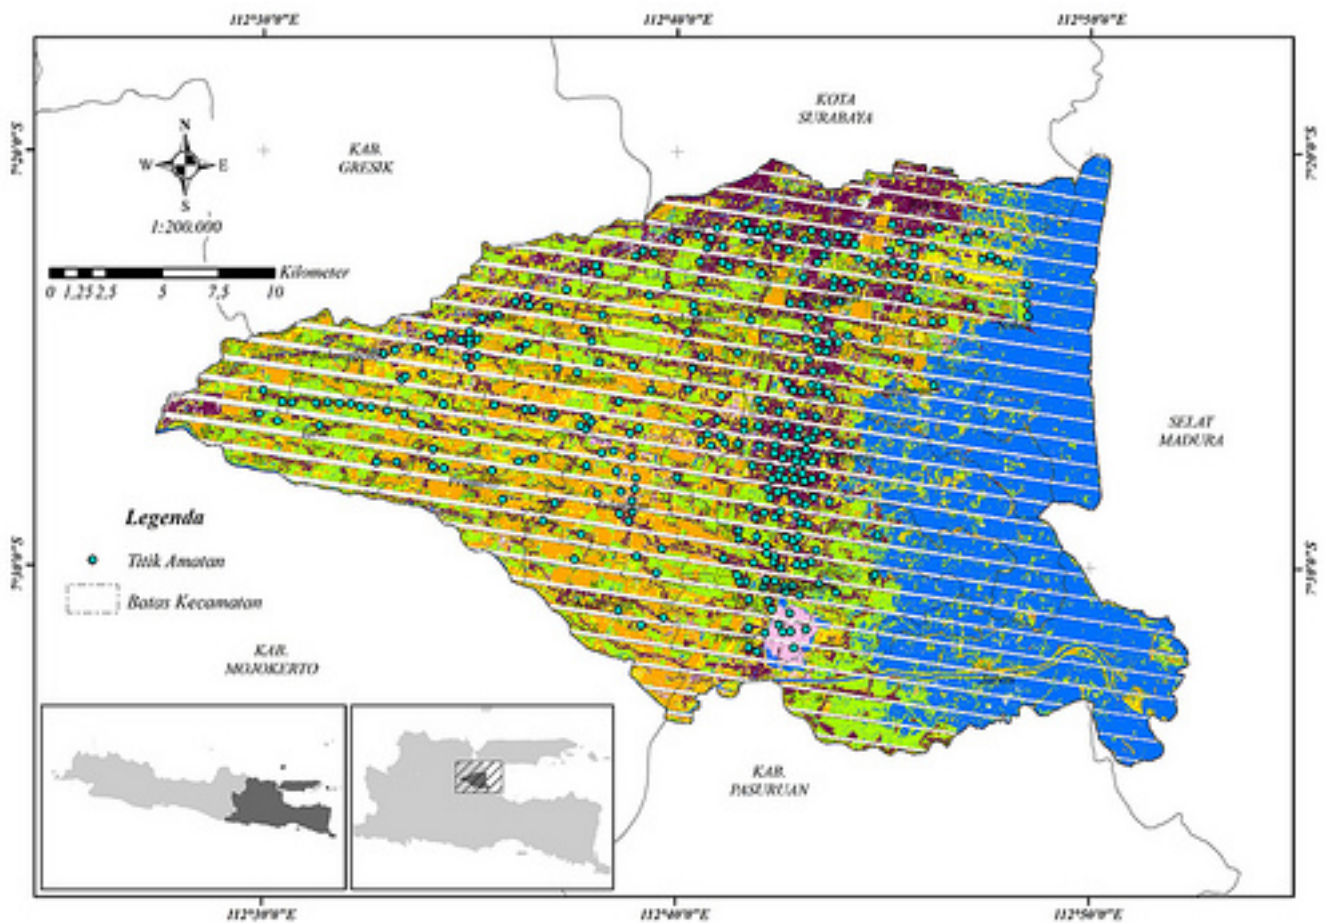 112°30'0"E
112°40'0"E
112°50'0"E
7°20'0"S
7°20'0"S
KOTA
SURABAYA
KAB.
GRESIK
N
W
E
S
1:200.000
Kilometer
0 1,25 2,5 5 7,5 10
SELAT
MADURA
Legenda
Titik Amatan
Batas Kecamatan
7°30'0"S
7°30'0"S
KAB.
MOJOKERTO
KAB.
PASURUAN
112°30'0"E
112°40'0"E
112°50'0"E